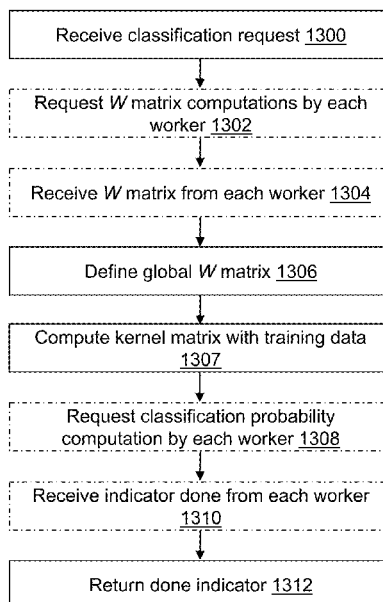 Receive classification request 1300
Request W matrix computations by each
worker 1302
Receive W matrix from each worker 1304
Define global W matrix 1306
Compute kernel matrix with training data
1307
Request classification probability
computation by each worker 1308
Receive indicator done from each worker
1310
Return done indicator 1312